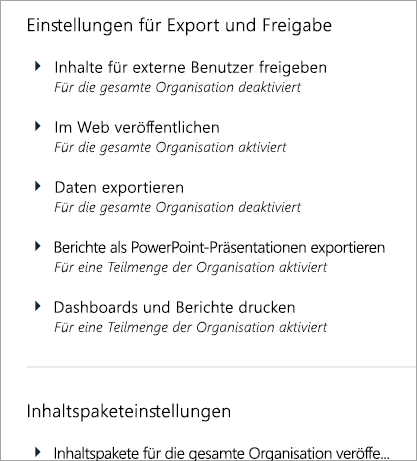 Einstellungen für Export und Freigabe
Inhalte für externe Benutzer freigeben
Für die gesamte Organisation deaktiviert
Im Web veröffentlichen
Für die gesamte Organisation aktiviert
Daten exportieren
Für die gesamte Organisation deaktiviert
Berichte als PowerPoint-Präsentationen exportieren
Für eine Teilmenge der Organisation aktiviert
Dashboards und Berichte drucken
Für eine Teilmenge der Organisation aktiviert
Inhaltspaketeinstellungen
Inhaltspakete für die gesamte Organisation veröffe...